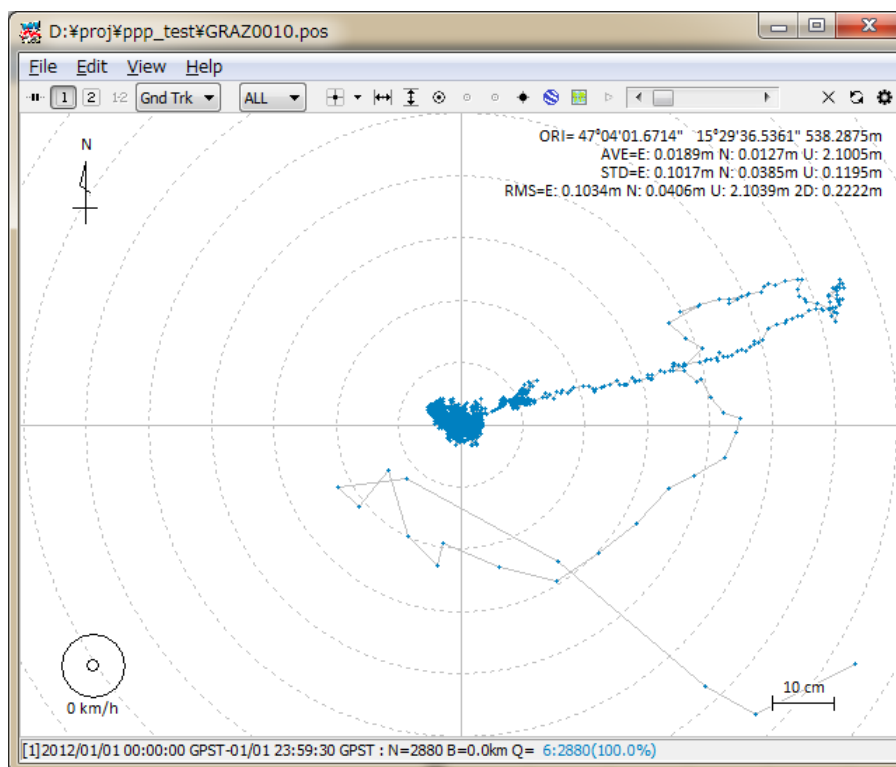 D:¥proj¥ppp_test¥GRAZ0010.pos
File Edit View Help
1 2 1-2 Gnd Trk ALL
N
ORI= 47°04'01.6714" 15°29'36.5361" 538.2875m
AVE=E: 0.0189m N: 0.0127m U: 2.1005m
STD=E: 0.1017m N: 0.0385m U: 0.1195m
RMS=E: 0.1034m N: 0.0406m U: 2.1039m 2D: 0.2222m
0 km/h
10 cm
[1]2012/01/01 00:00:00 GPST-01/01 23:59:30 GPST : N=2880 B=0.0km Q= 6:2880(100.0%)